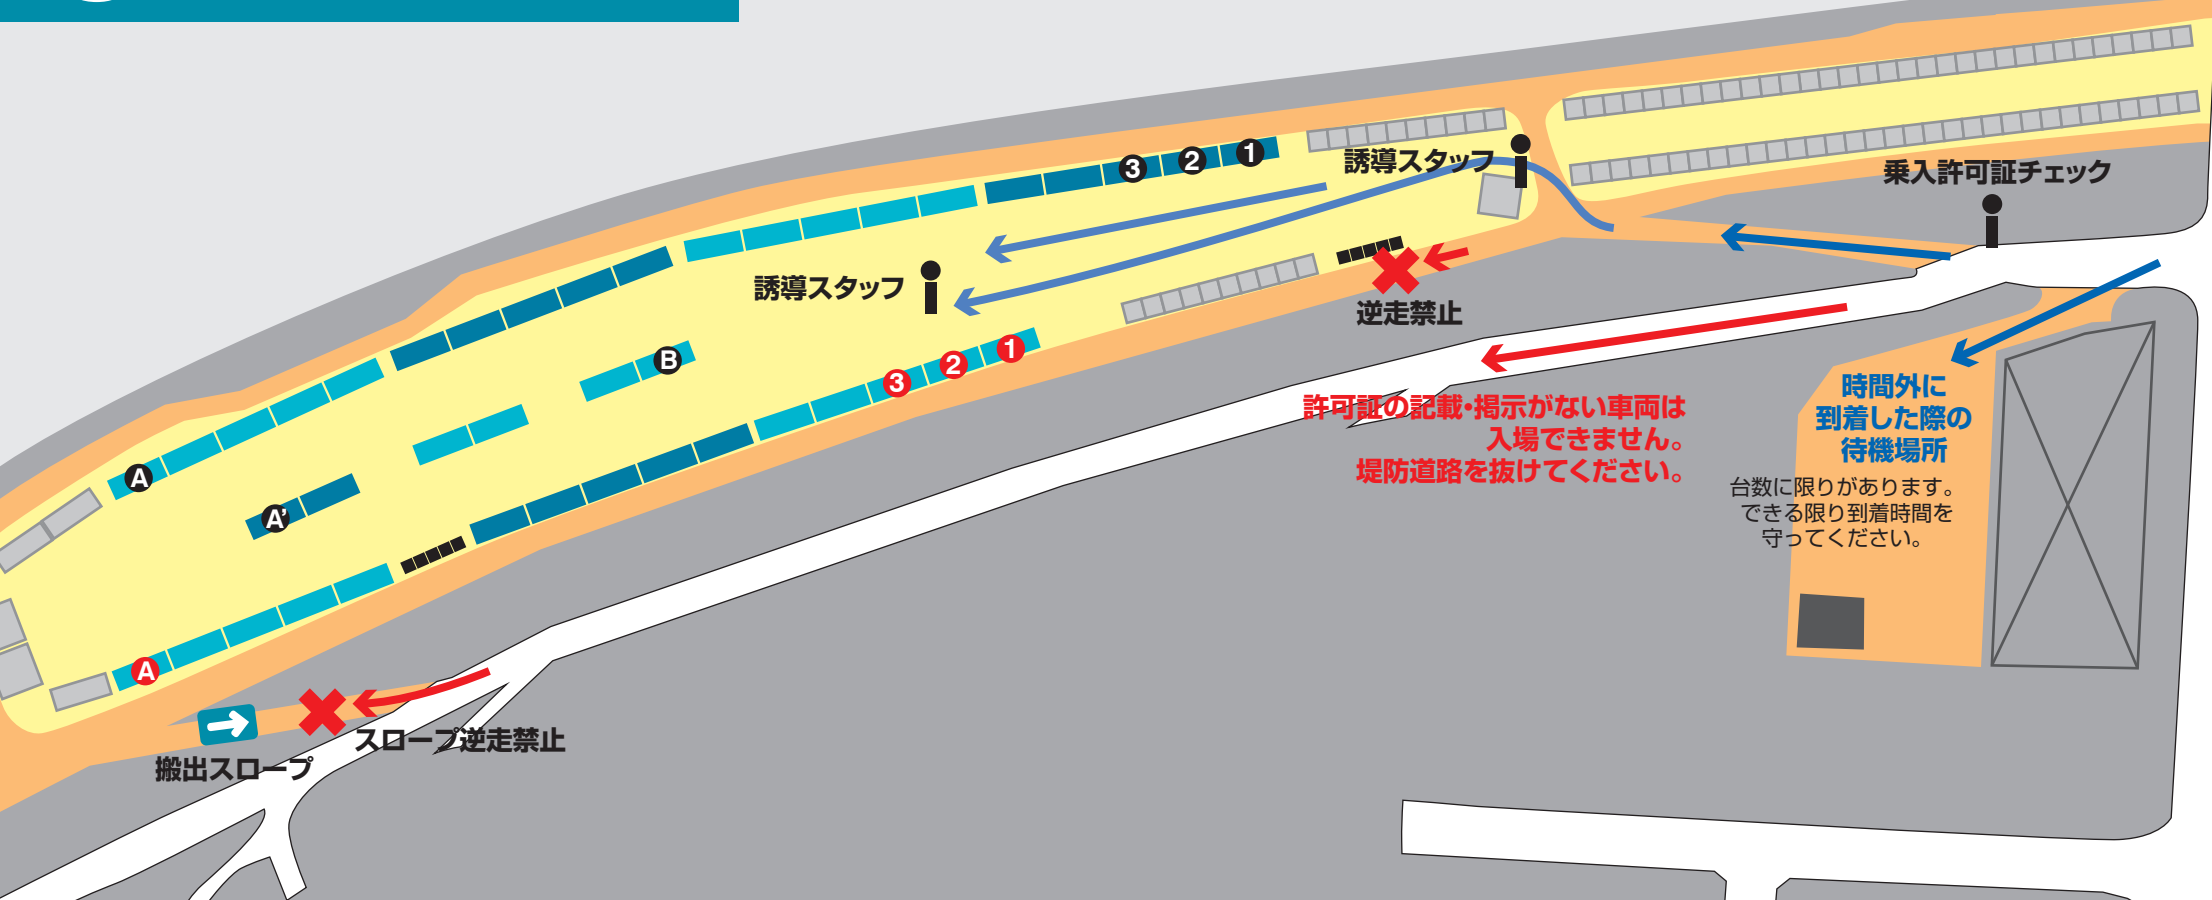 3 2 1
誘導スタッフ
乗入許可証チェック
誘導スタッフ
逆走禁止
B
3 2 1
A
A'
A
許可証の記載・掲示がない車両は
入場できません。
堤防道路を抜けてください。
時間外に
到着した際の
待機場所
台数に限りがあります。
できる限り到着時間を
守ってください。
スロープ逆走禁止
搬出スロープ